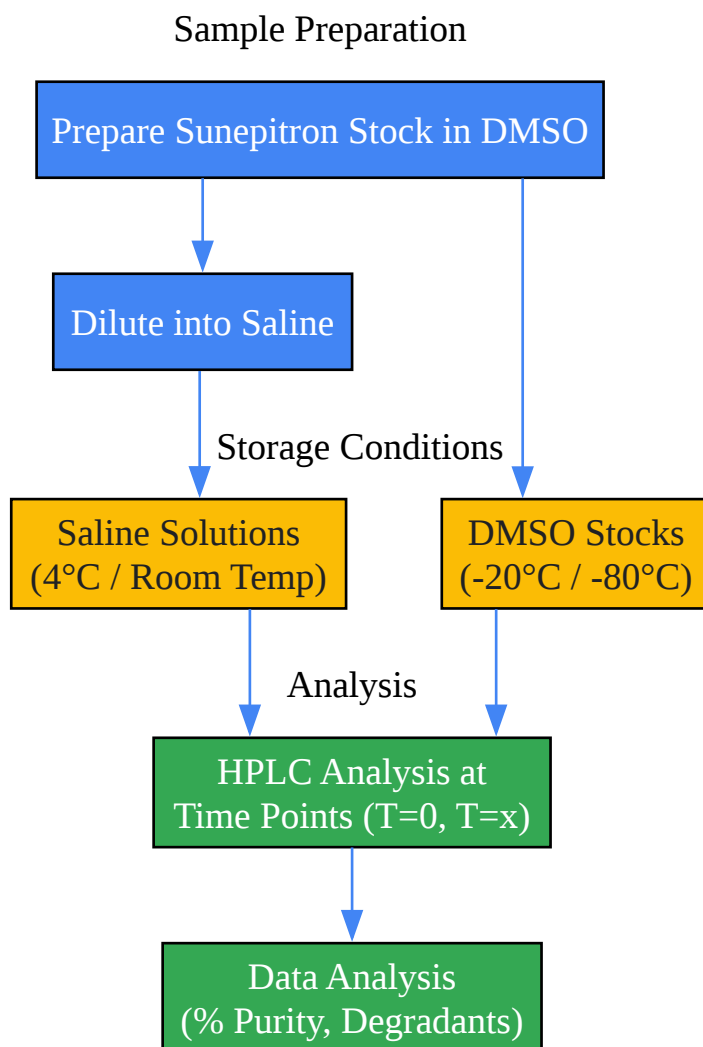 Sample Preparation
Prepare Sunepitron Stock in DMSO
Dilute into Saline
Storage Conditions
Saline Solutions
(4°C / Room Temp)
DMSO Stocks
(-20°C / -80°C)
Analysis
HPLC Analysis at
Time Points (T=0, T=x)
Data Analysis
(% Purity, Degradants)